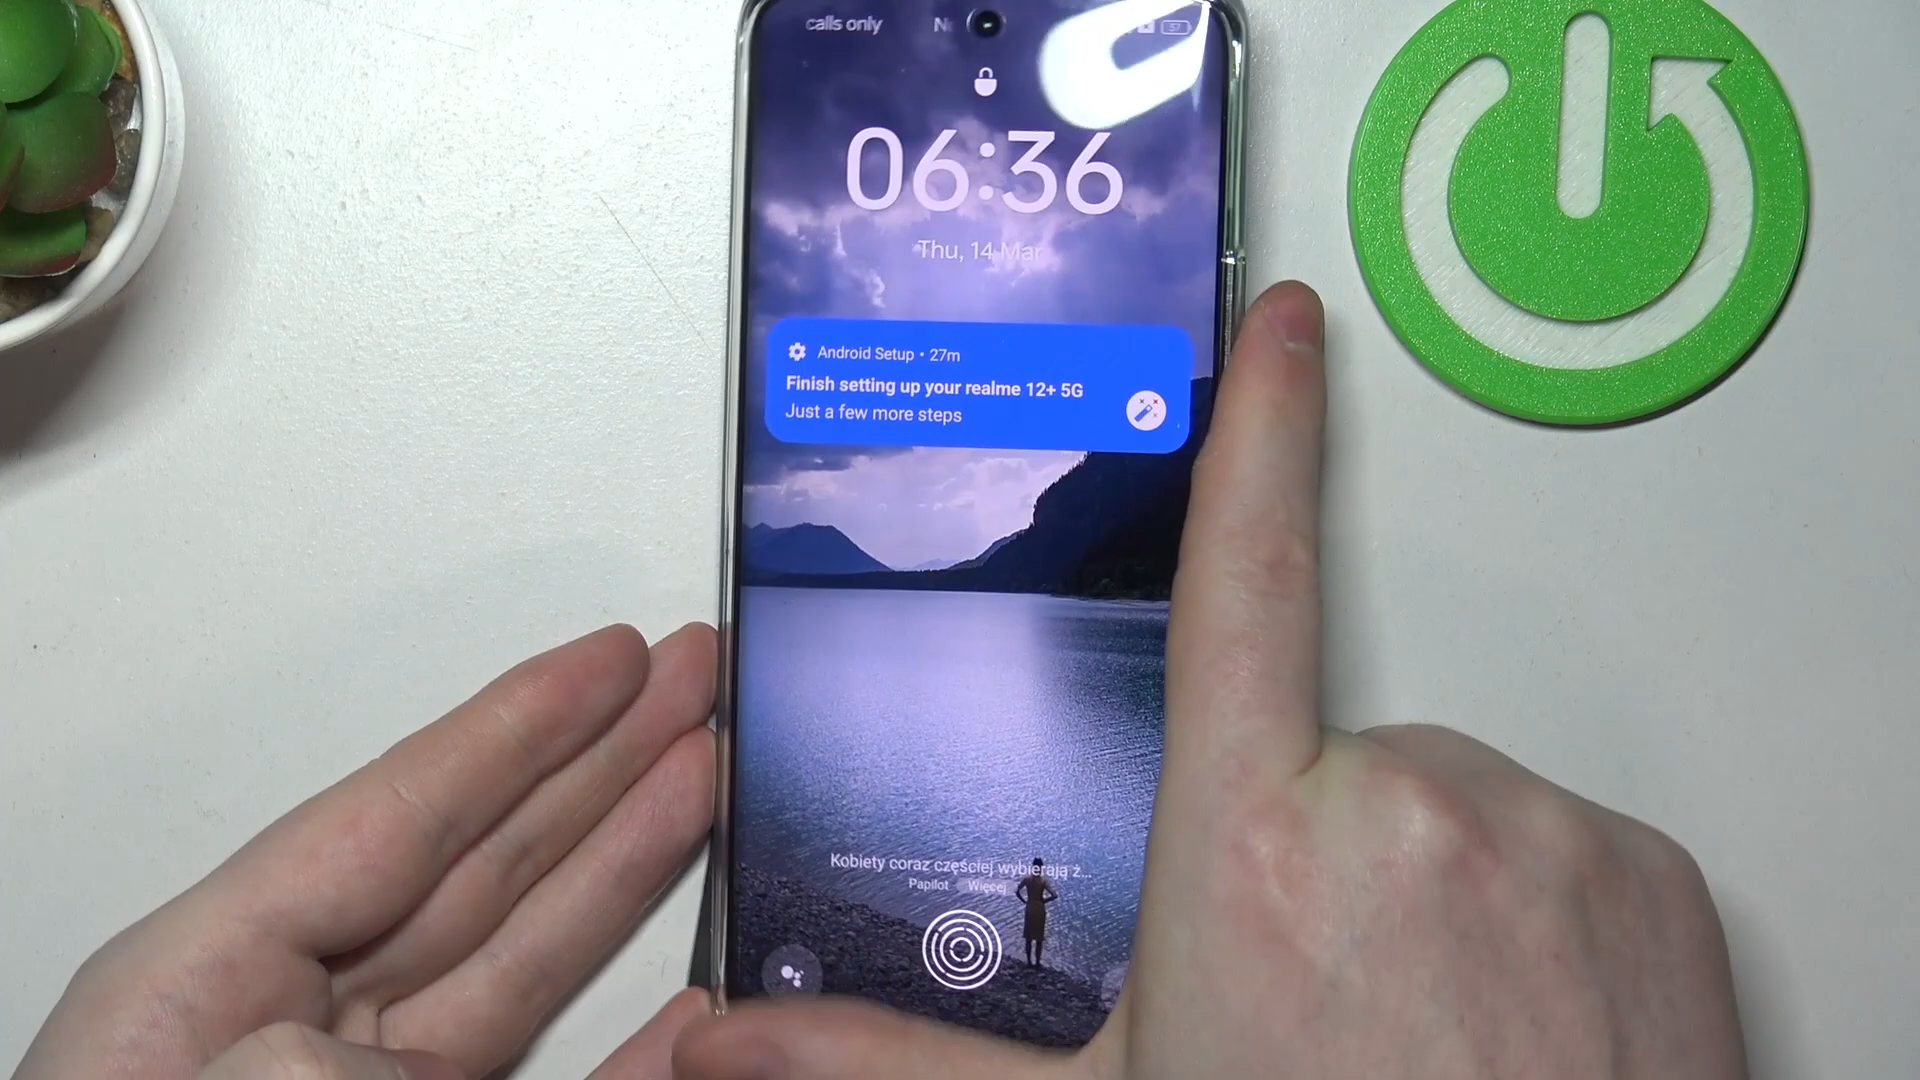 calls only
06:36
Thu, 14 Mar
Android Setup • 27m
Finish setting up your realme 12+ 5G
Just a few more steps
Kobiety coraz częściej wybierają ż...
Papilot Więcej